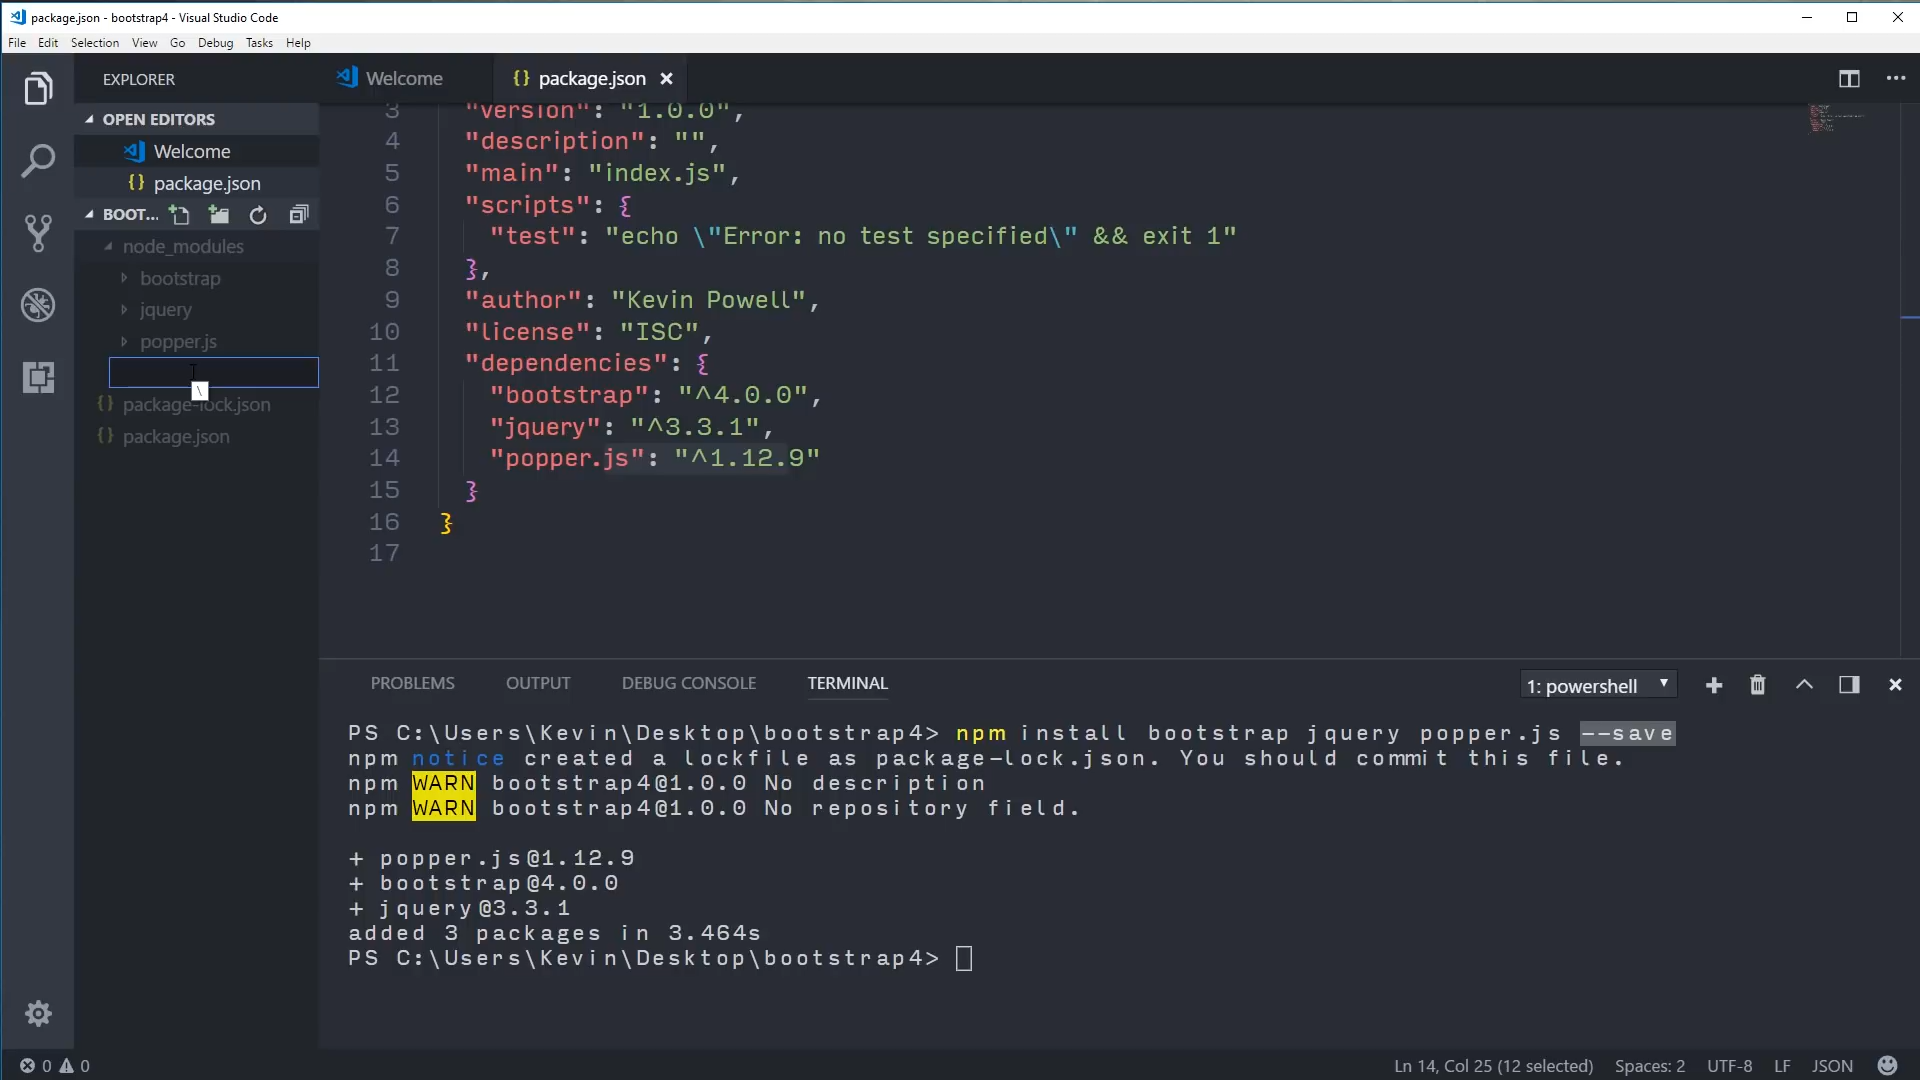 package.json - bootstrap4 - Visual Studio Code
File Edit Selection View Go Debug Tasks Help
EXPLORER
OPEN EDITORS
Welcome
{} package.json
BOOT...
node_modules
bootstrap
jquery
popper.js
\
{} package-lock.json
{} package.json
Welcome
{} package.json ×
3 "version": "1.0.0",
4 "description": "",
5 "main": "index.js",
6 "scripts": {
7 "test": "echo \"Error: no test specified\" && exit 1"
8 },
9 "author": "Kevin Powell",
10 "license": "ISC",
11 "dependencies": {
12 "bootstrap": "^4.0.0",
13 "jquery": "^3.3.1",
14 "popper.js": "^1.12.9"
15 }
16 }
17
PROBLEMS OUTPUT DEBUG CONSOLE TERMINAL 1: powershell
PS C:\Users\Kevin\Desktop\bootstrap4> npm install bootstrap jquery popper.js --save
npm notice created a lockfile as package-lock.json. You should commit this file.
npm WARN bootstrap4@1.0.0 No description
npm WARN bootstrap4@1.0.0 No repository field.
+ popper.js@1.12.9
+ bootstrap@4.0.0
+ jquery@3.3.1
added 3 packages in 3.464s
PS C:\Users\Kevin\Desktop\bootstrap4>
0 0 Ln 14, Col 25 (12 selected) Spaces: 2 UTF-8 LF JSON